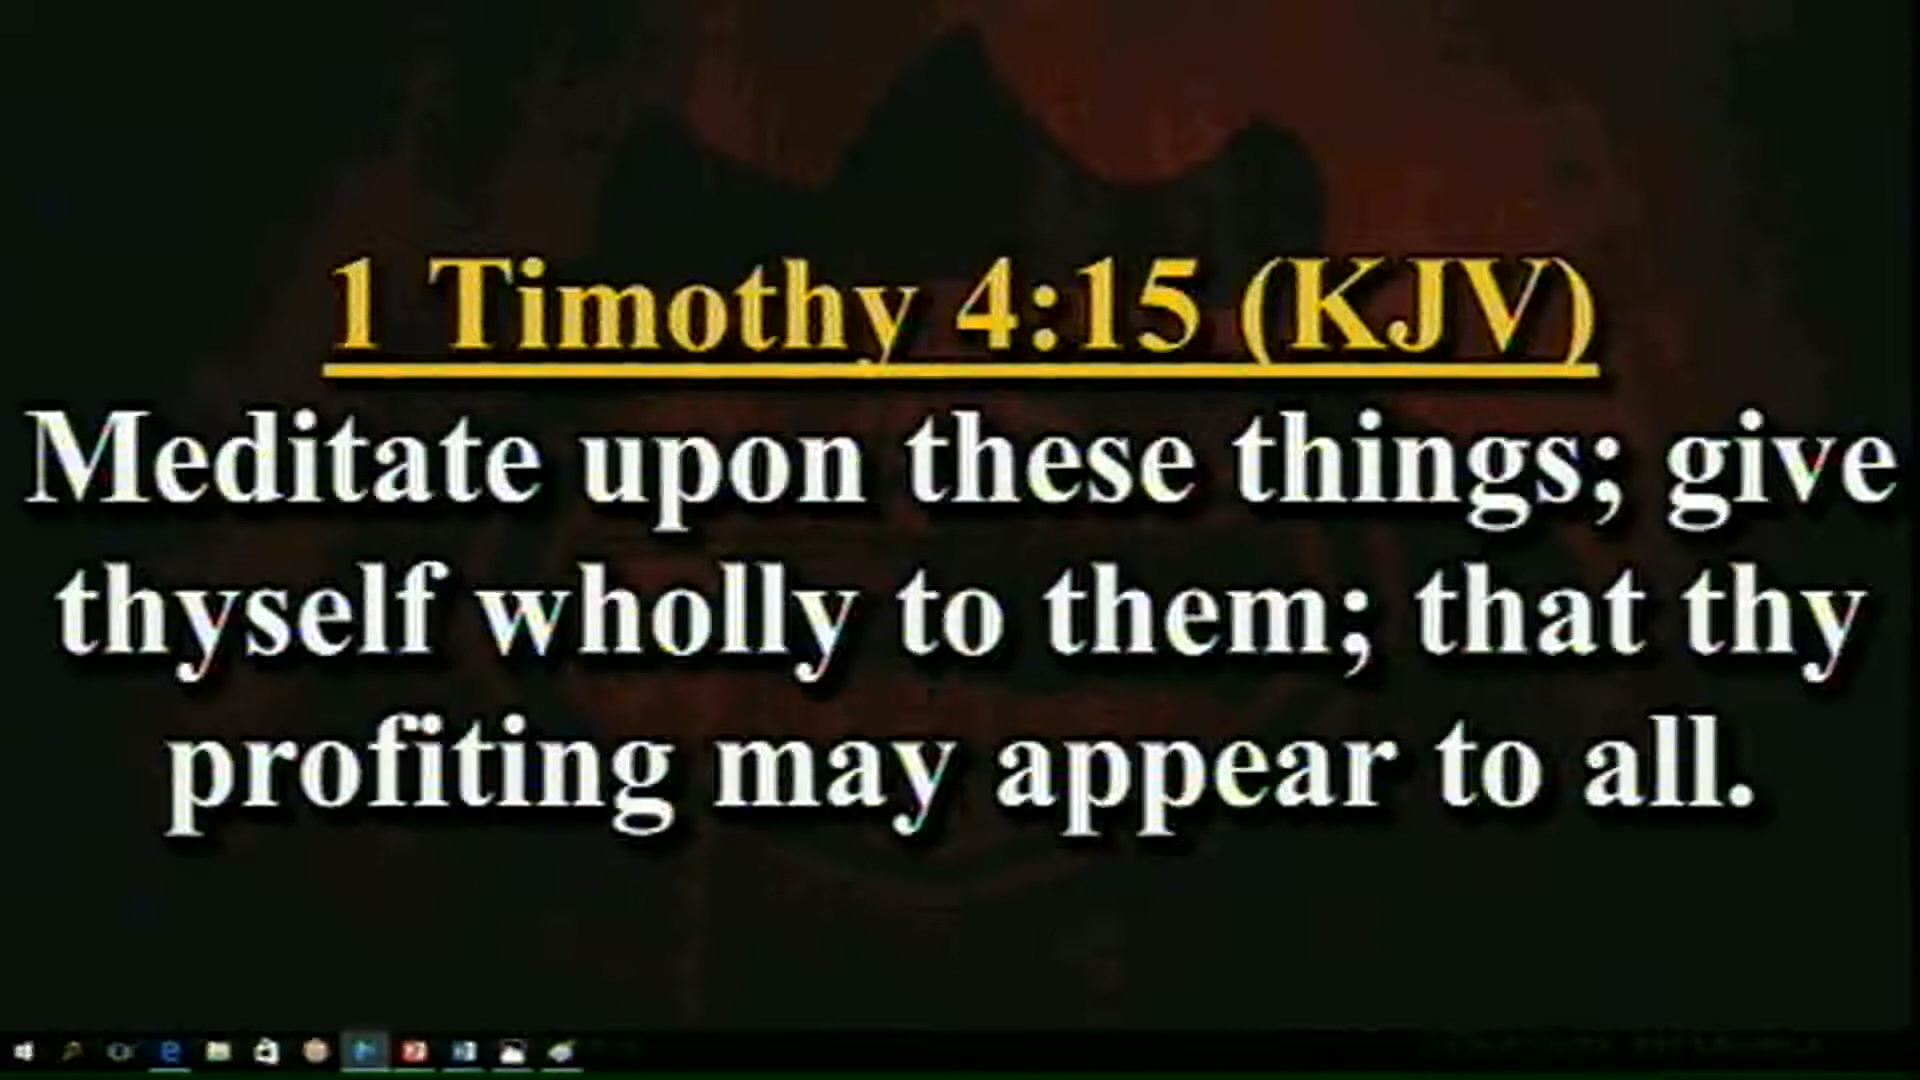 1 Timothy 4:15 (KJV)
Meditate upon these things; give
thyself wholly to them; that thy
profiting may appear to all.